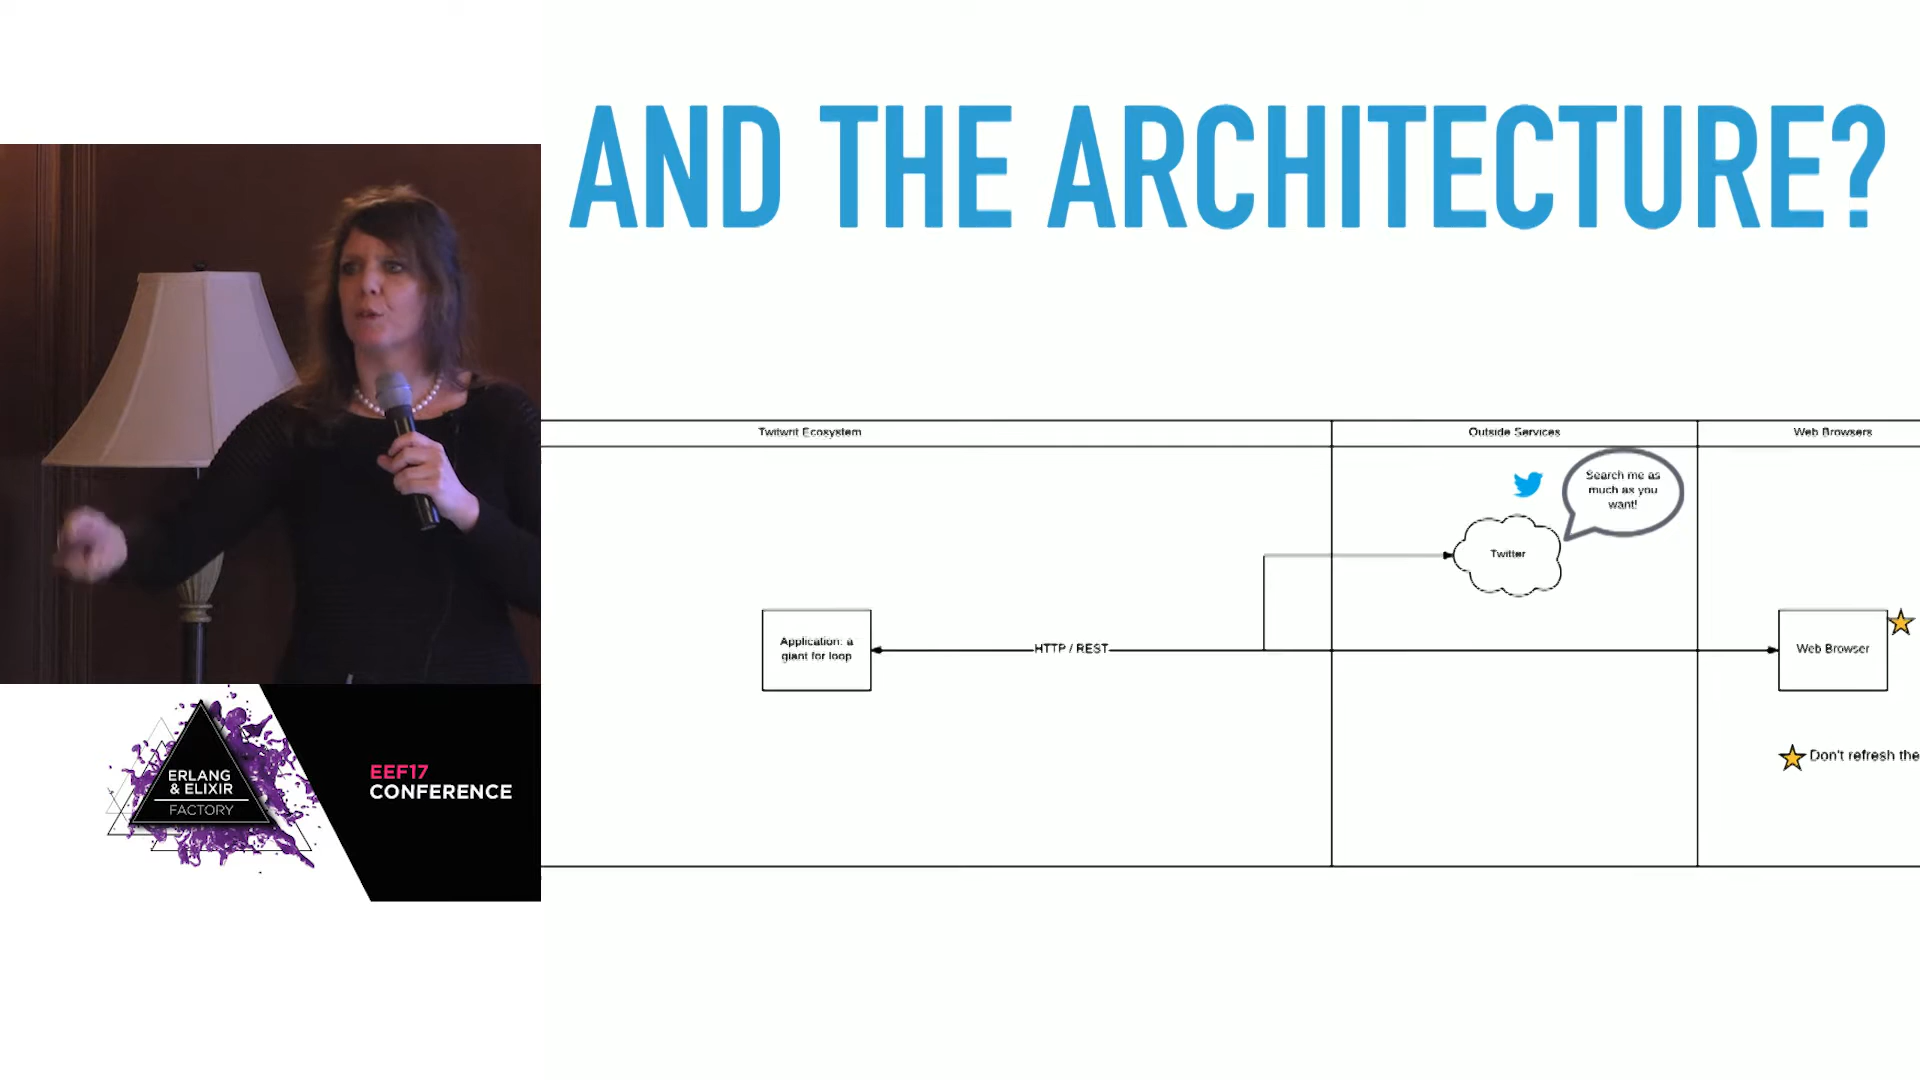 AND THE ARCHITECTURE?
Twitwrit Ecosystem
Outside Services
Web Browsers
Search me as
much as you
want!
Twitter
Application: a
giant for loop
HTTP / REST
Web Browser
Don't refresh the
ERLANG
& ELIXIR
FACTORY
EEF17
CONFERENCE